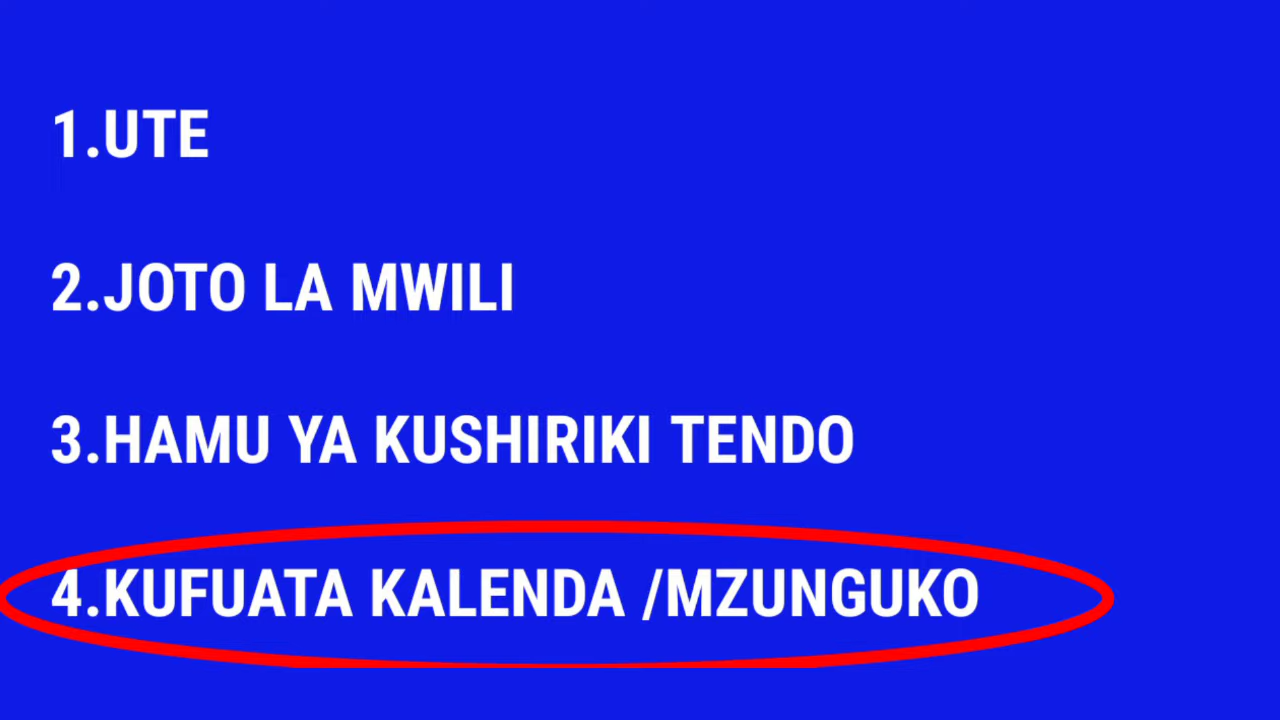 1.UTE
2.JOTO LA MWILI
3.HAMU YA KUSHIRIKI TENDO
4.KUFUATA KALENDA /MZUNGUKO